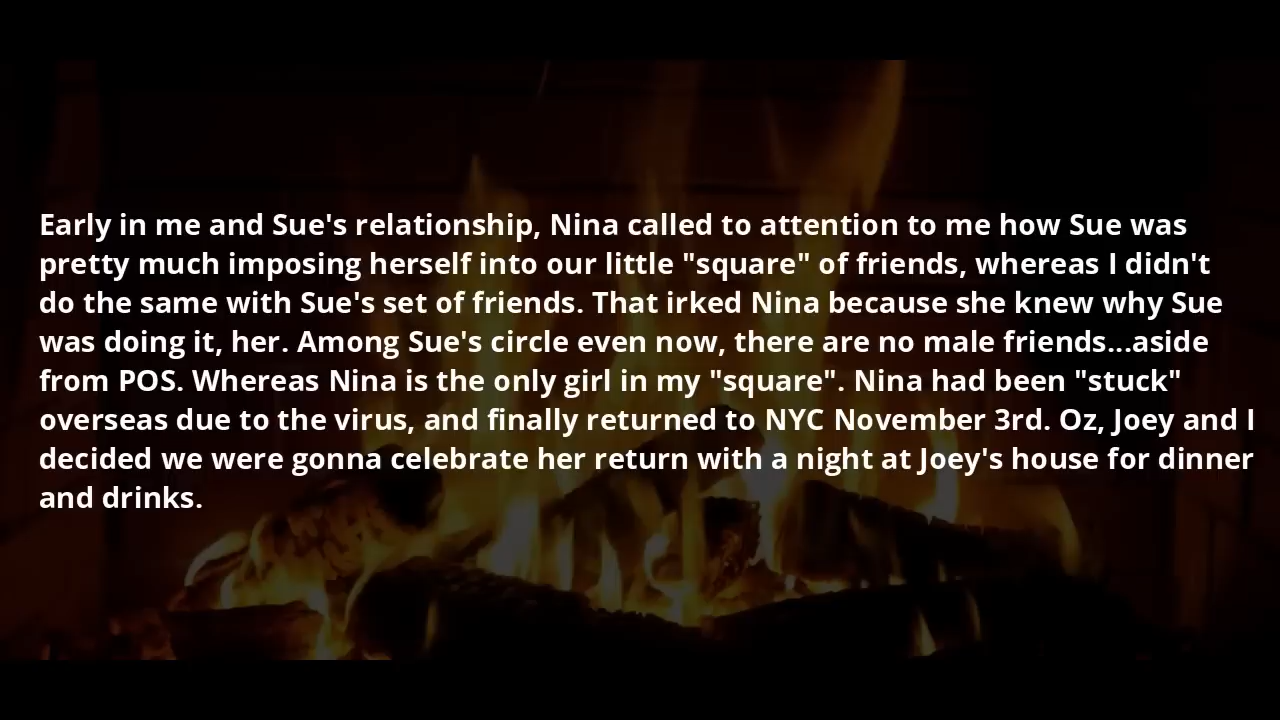 Early in me and Sue's relationship, Nina called to attention to me how Sue was
pretty much imposing herself into our little "square" of friends, whereas I didn't
do the same with Sue's set of friends. That irked Nina because she knew why Sue
was doing it, her. Among Sue's circle even now, there are no male friends...aside
from POS. Whereas Nina is the only girl in my "square". Nina had been "stuck"
overseas due to the virus, and finally returned to NYC November 3rd. Oz, Joey and I
decided we were gonna celebrate her return with a night at Joey's house for dinner
and drinks.